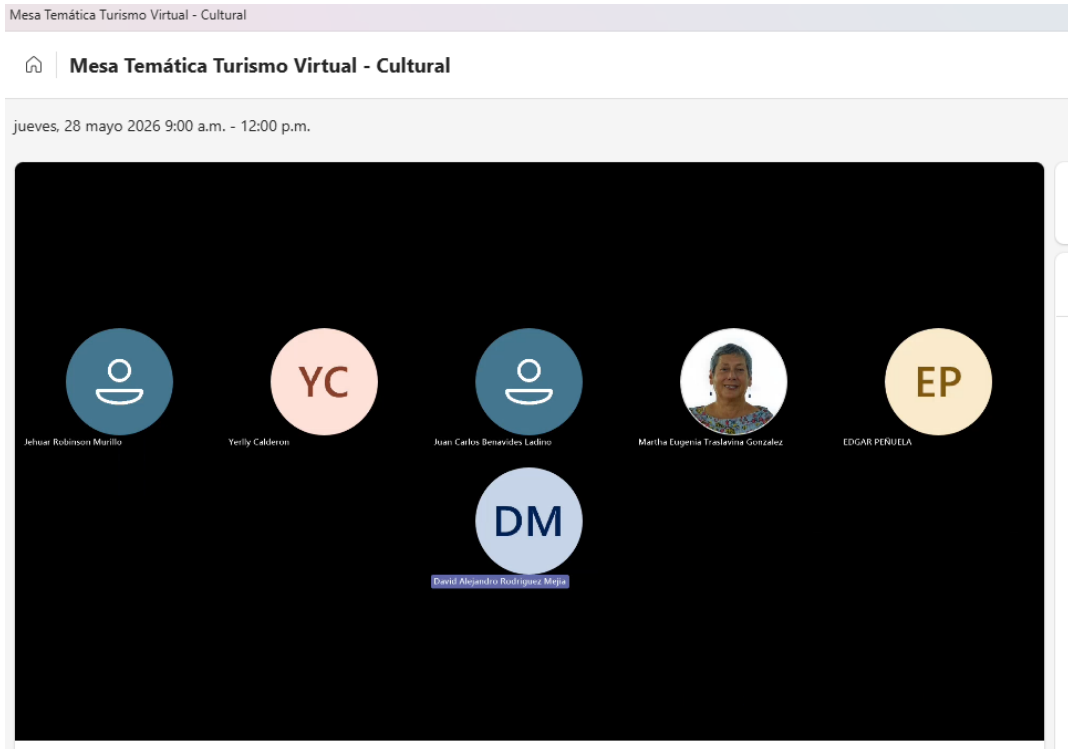 Mesa Temática Turismo Virtual - Cultural
Mesa Temática Turismo Virtual - Cultural
jueves, 28 mayo 2026 9:00 a.m. - 12:00 p.m.
YC
EP
Jehuar Robinson Murillo
Yerlly Calderon
Juan Carlos Benavides Ladino
Martha Eugenia Traslavina Gonzalez
EDGAR PEÑUELA
DM
David Alejandro Rodriguez Mejia